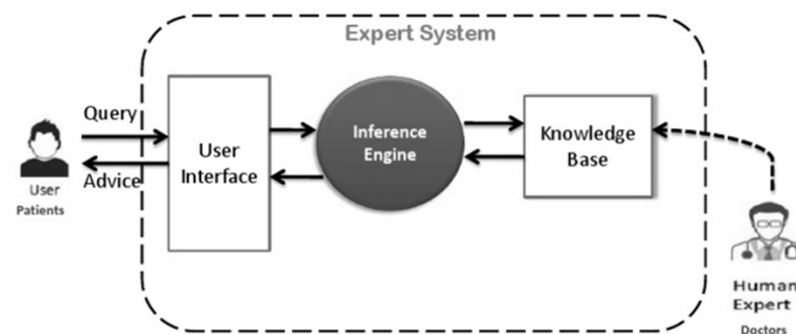 Expert System
Query
Advice
User
Patients
User
Interface
Inference
Engine
Knowledge
Base
Human
Expert
Doctors